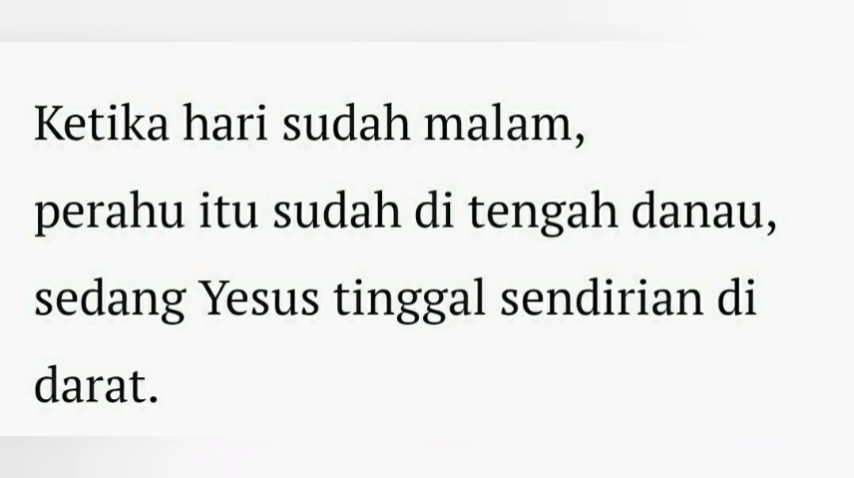 Ketika hari sudah malam,
perahu itu sudah di tengah danau,
sedang Yesus tinggal sendirian di
darat.